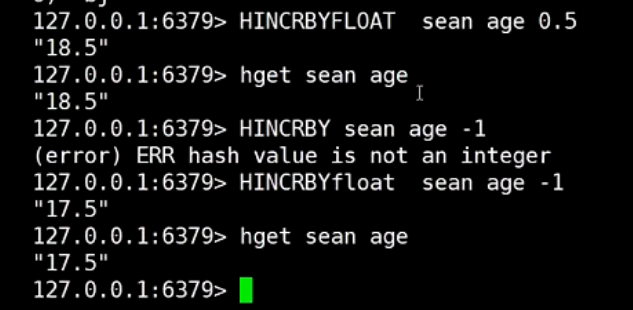 127.0.0.1:6379> HINCRBYFLOAT  sean age 0.5
"18.5"
127.0.0.1:6379> hget sean age
"18.5"
127.0.0.1:6379> HINCRBY sean age -1
(error) ERR hash value is not an integer
127.0.0.1:6379> HINCRBYfloat  sean age -1
"17.5"
127.0.0.1:6379> hget sean age
"17.5"
127.0.0.1:6379>